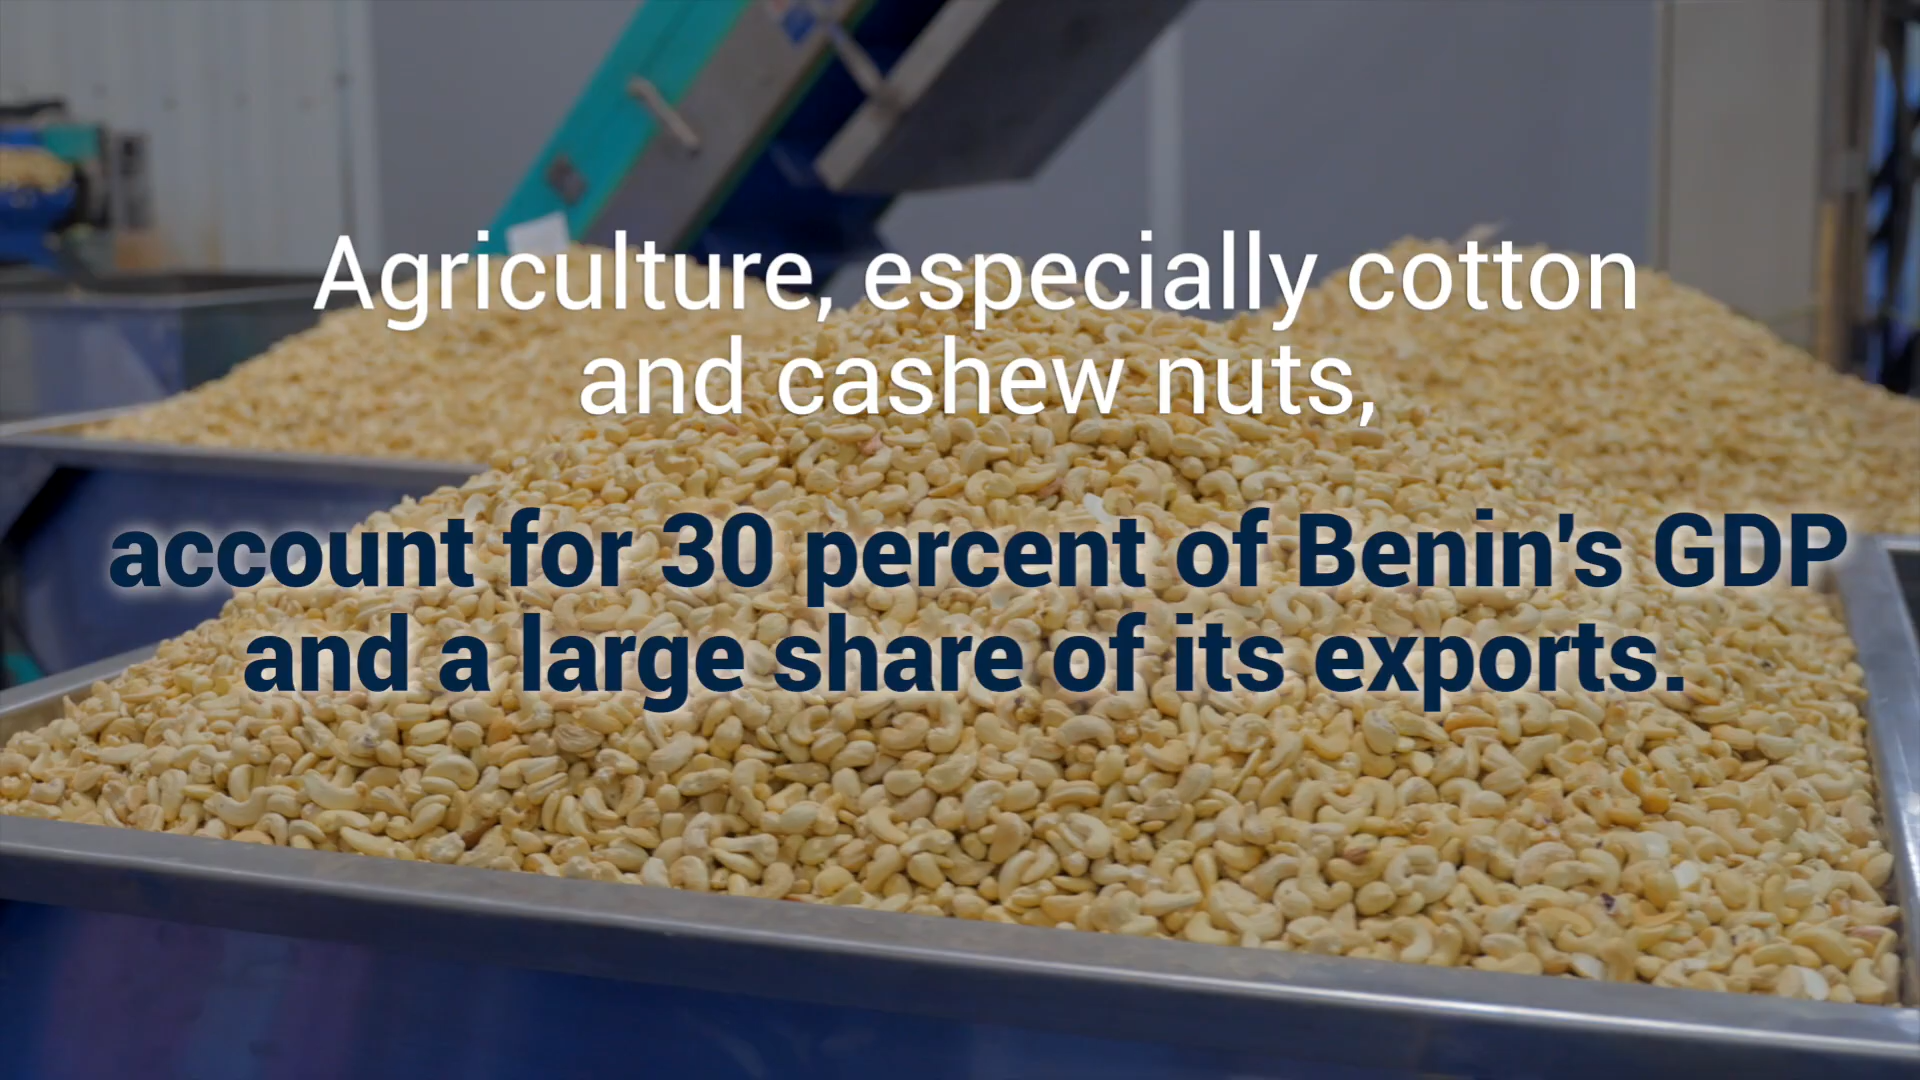 Agriculture, especially cotton
and cashew nuts,
account for 30 percent of Benin's GDP
and a large share of its exports.